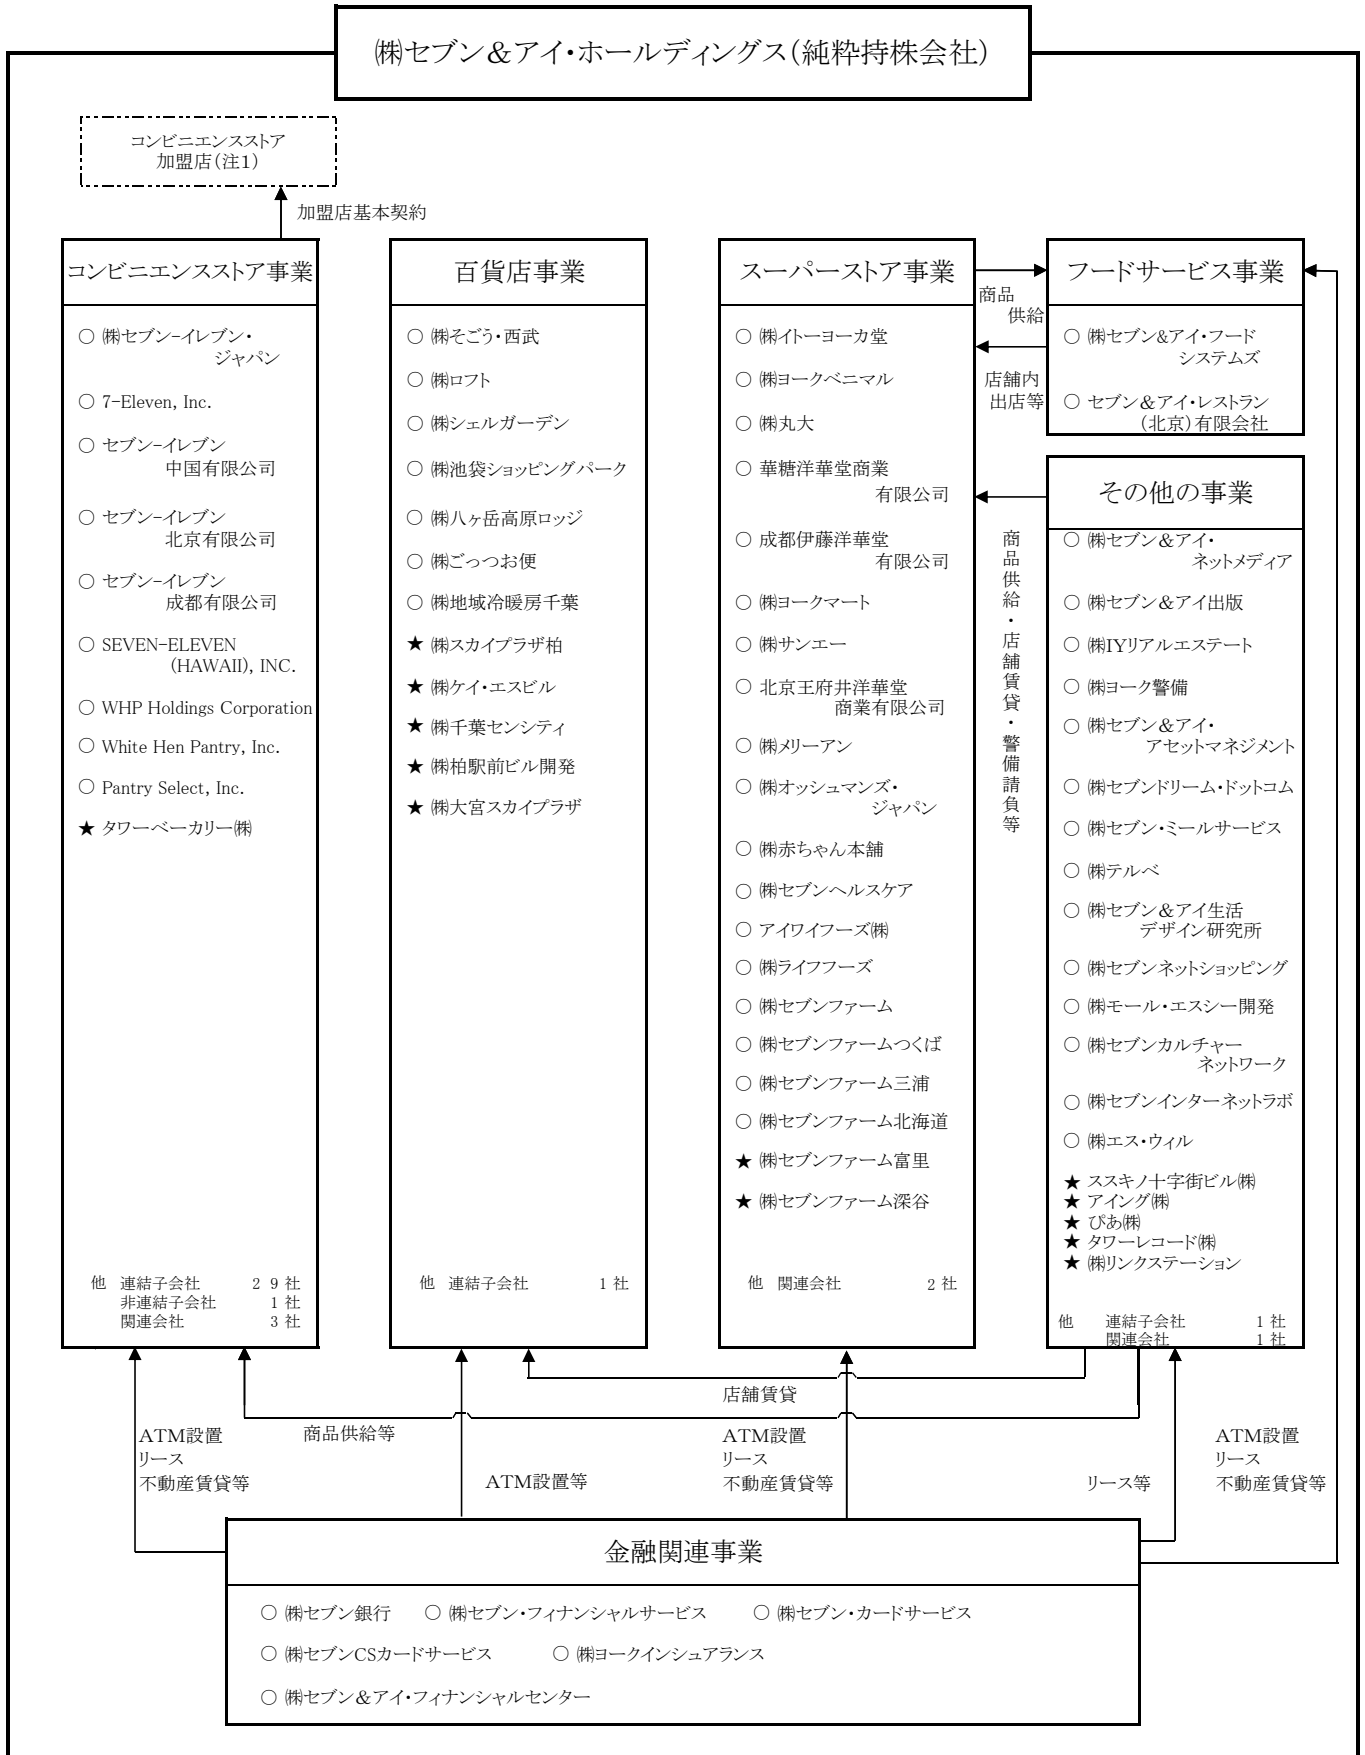 ㈱セブン＆アイ・ホールディングス（純粋持株会社）
コンビニエンスストア
加盟店（注１）
加盟店基本契約
コンビニエンスストア事業
○ ㈱セブン-イレブン・
ジャパン
○ 7-Eleven, Inc.
○ セブン-イレブン
中国有限公司
○ セブン-イレブン
北京有限公司
○ セブン-イレブン
成都有限公司
○ SEVEN-ELEVEN
(HAWAII), INC.
○ WHP Holdings Corporation
○ White Hen Pantry, Inc.
○ Pantry Select, Inc.
★ タワーベーカリー㈱
他 連結子会社 29社
非連結子会社 1社
関連会社 3社
百貨店事業
○ ㈱そごう・西武
○ ㈱ロフト
○ ㈱シェルガーデン
○ ㈱池袋ショッピングパーク
○ ㈱八ヶ岳高原ロッジ
○ ㈱ごっつお便
○ ㈱地域冷暖房千葉
★ ㈱スカイプラザ柏
★ ㈱ケイ・エスビル
★ ㈱千葉センシティ
★ ㈱柏駅前ビル開発
★ ㈱大宮スカイプラザ
他 連結子会社 1社
スーパーストア事業
○ ㈱イトーヨーカ堂
○ ㈱ヨークベニマル
○ ㈱丸大
○ 華糖洋華堂商業
有限公司
○ 成都伊藤洋華堂
有限公司
○ ㈱ヨークマート
○ ㈱サンエー
○ 北京王府井洋華堂
商業有限公司
○ ㈱メリーアン
○ ㈱オッシュマンズ・
ジャパン
○ ㈱赤ちゃん本舗
○ ㈱セブンヘルスケア
○ アイワイフーズ㈱
○ ㈱ライフフーズ
○ ㈱セブンファーム
○ ㈱セブンファームつくば
○ ㈱セブンファーム三浦
○ ㈱セブンファーム北海道
★ ㈱セブンファーム富里
★ ㈱セブンファーム深谷
他 関連会社 2社
商品
供給
店舗内
出店等
商品供給・店舗賃貸・警備請負等
フードサービス事業
○ ㈱セブン&アイ・フード
システムズ
○ セブン＆アイ・レストラン
（北京）有限会社
その他の事業
○ ㈱セブン＆アイ・
ネットメディア
○ ㈱セブン＆アイ出版
○ ㈱IYリアルエステート
○ ㈱ヨーク警備
○ ㈱セブン＆アイ・
アセットマネジメント
○ ㈱セブンドリーム・ドットコム
○ ㈱セブン・ミールサービス
○ ㈱テルベ
○ ㈱セブン＆アイ生活
デザイン研究所
○ ㈱セブンネットショッピング
○ ㈱モール・エスシー開発
○ ㈱セブンカルチャー
ネットワーク
○ ㈱セブンインターネットラボ
○ ㈱エス・ウィル
★ ススキノ十字街ビル㈱
★ アイング㈱
★ ぴあ㈱
★ タワーレコード㈱
★ ㈱リンクステーション
他 連結子会社 1社
関連会社 1社
店舗賃貸
商品供給等
ATM設置
リース
不動産賃貸等
ATM設置等
ATM設置
リース
不動産賃貸等
リース等
ATM設置
リース
不動産賃貸等
金融関連事業
○ ㈱セブン銀行 ○ ㈱セブン・フィナンシャルサービス ○ ㈱セブン・カードサービス
○ ㈱セブンCSカードサービス ○ ㈱ヨークインシュアランス
○ ㈱セブン＆アイ・フィナンシャルセンター